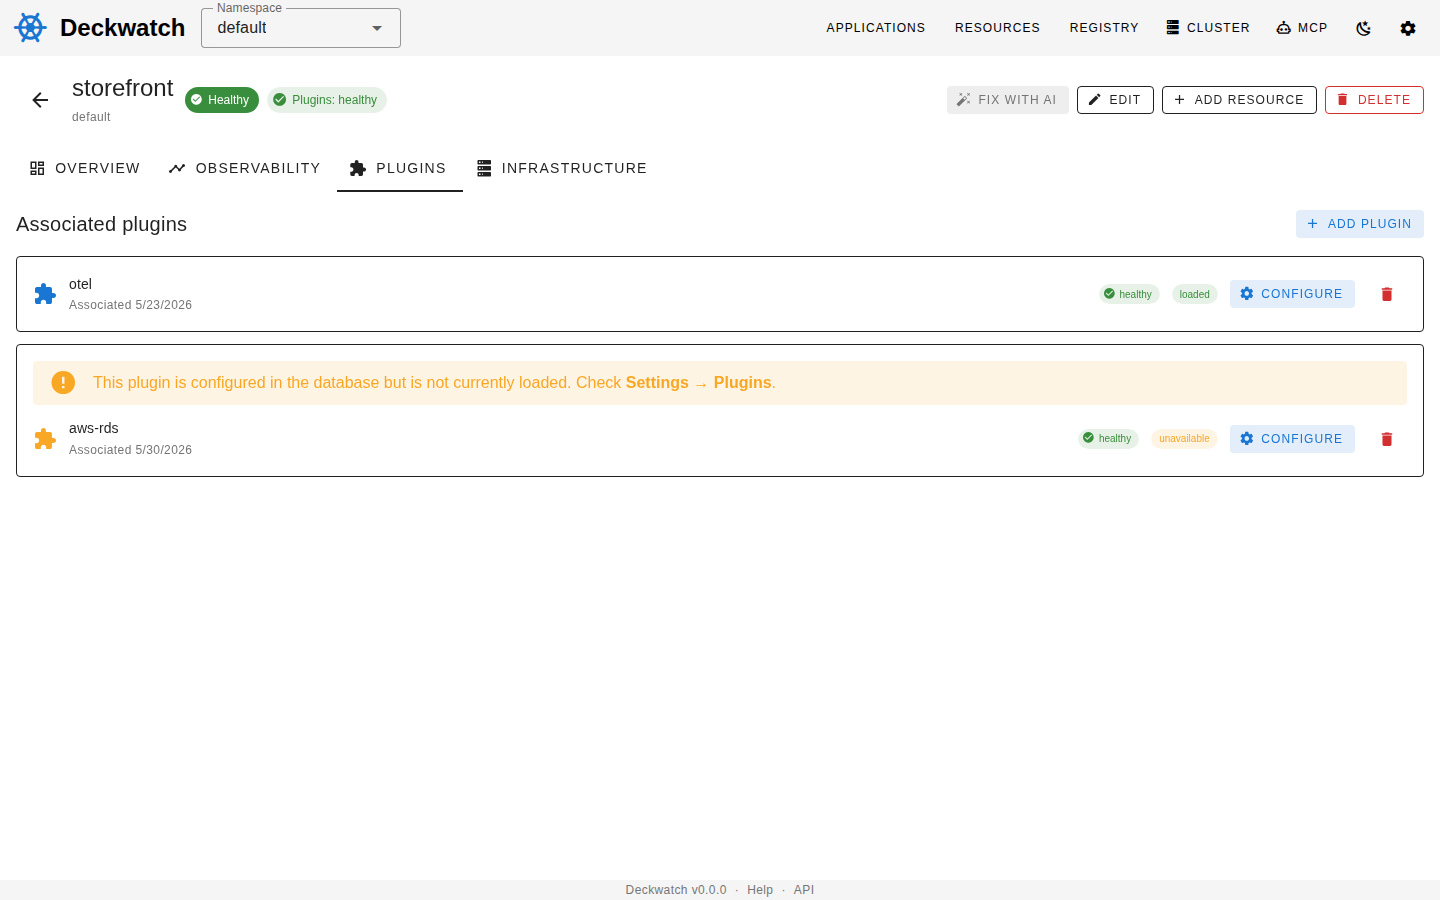 Deckwatch
Namespace
default
APPLICATIONS
RESOURCES
REGISTRY
CLUSTER
MCP
storefront
default
Healthy
Plugins: healthy
FIX WITH AI
EDIT
ADD RESOURCE
DELETE
OVERVIEW
OBSERVABILITY
PLUGINS
INFRASTRUCTURE
Associated plugins
ADD PLUGIN
otel
Associated 5/23/2026
healthy
loaded
CONFIGURE
This plugin is configured in the database but is not currently loaded. Check Settings → Plugins.
aws-rds
Associated 5/30/2026
healthy
unavailable
CONFIGURE
Deckwatch v0.0.0 · Help · API